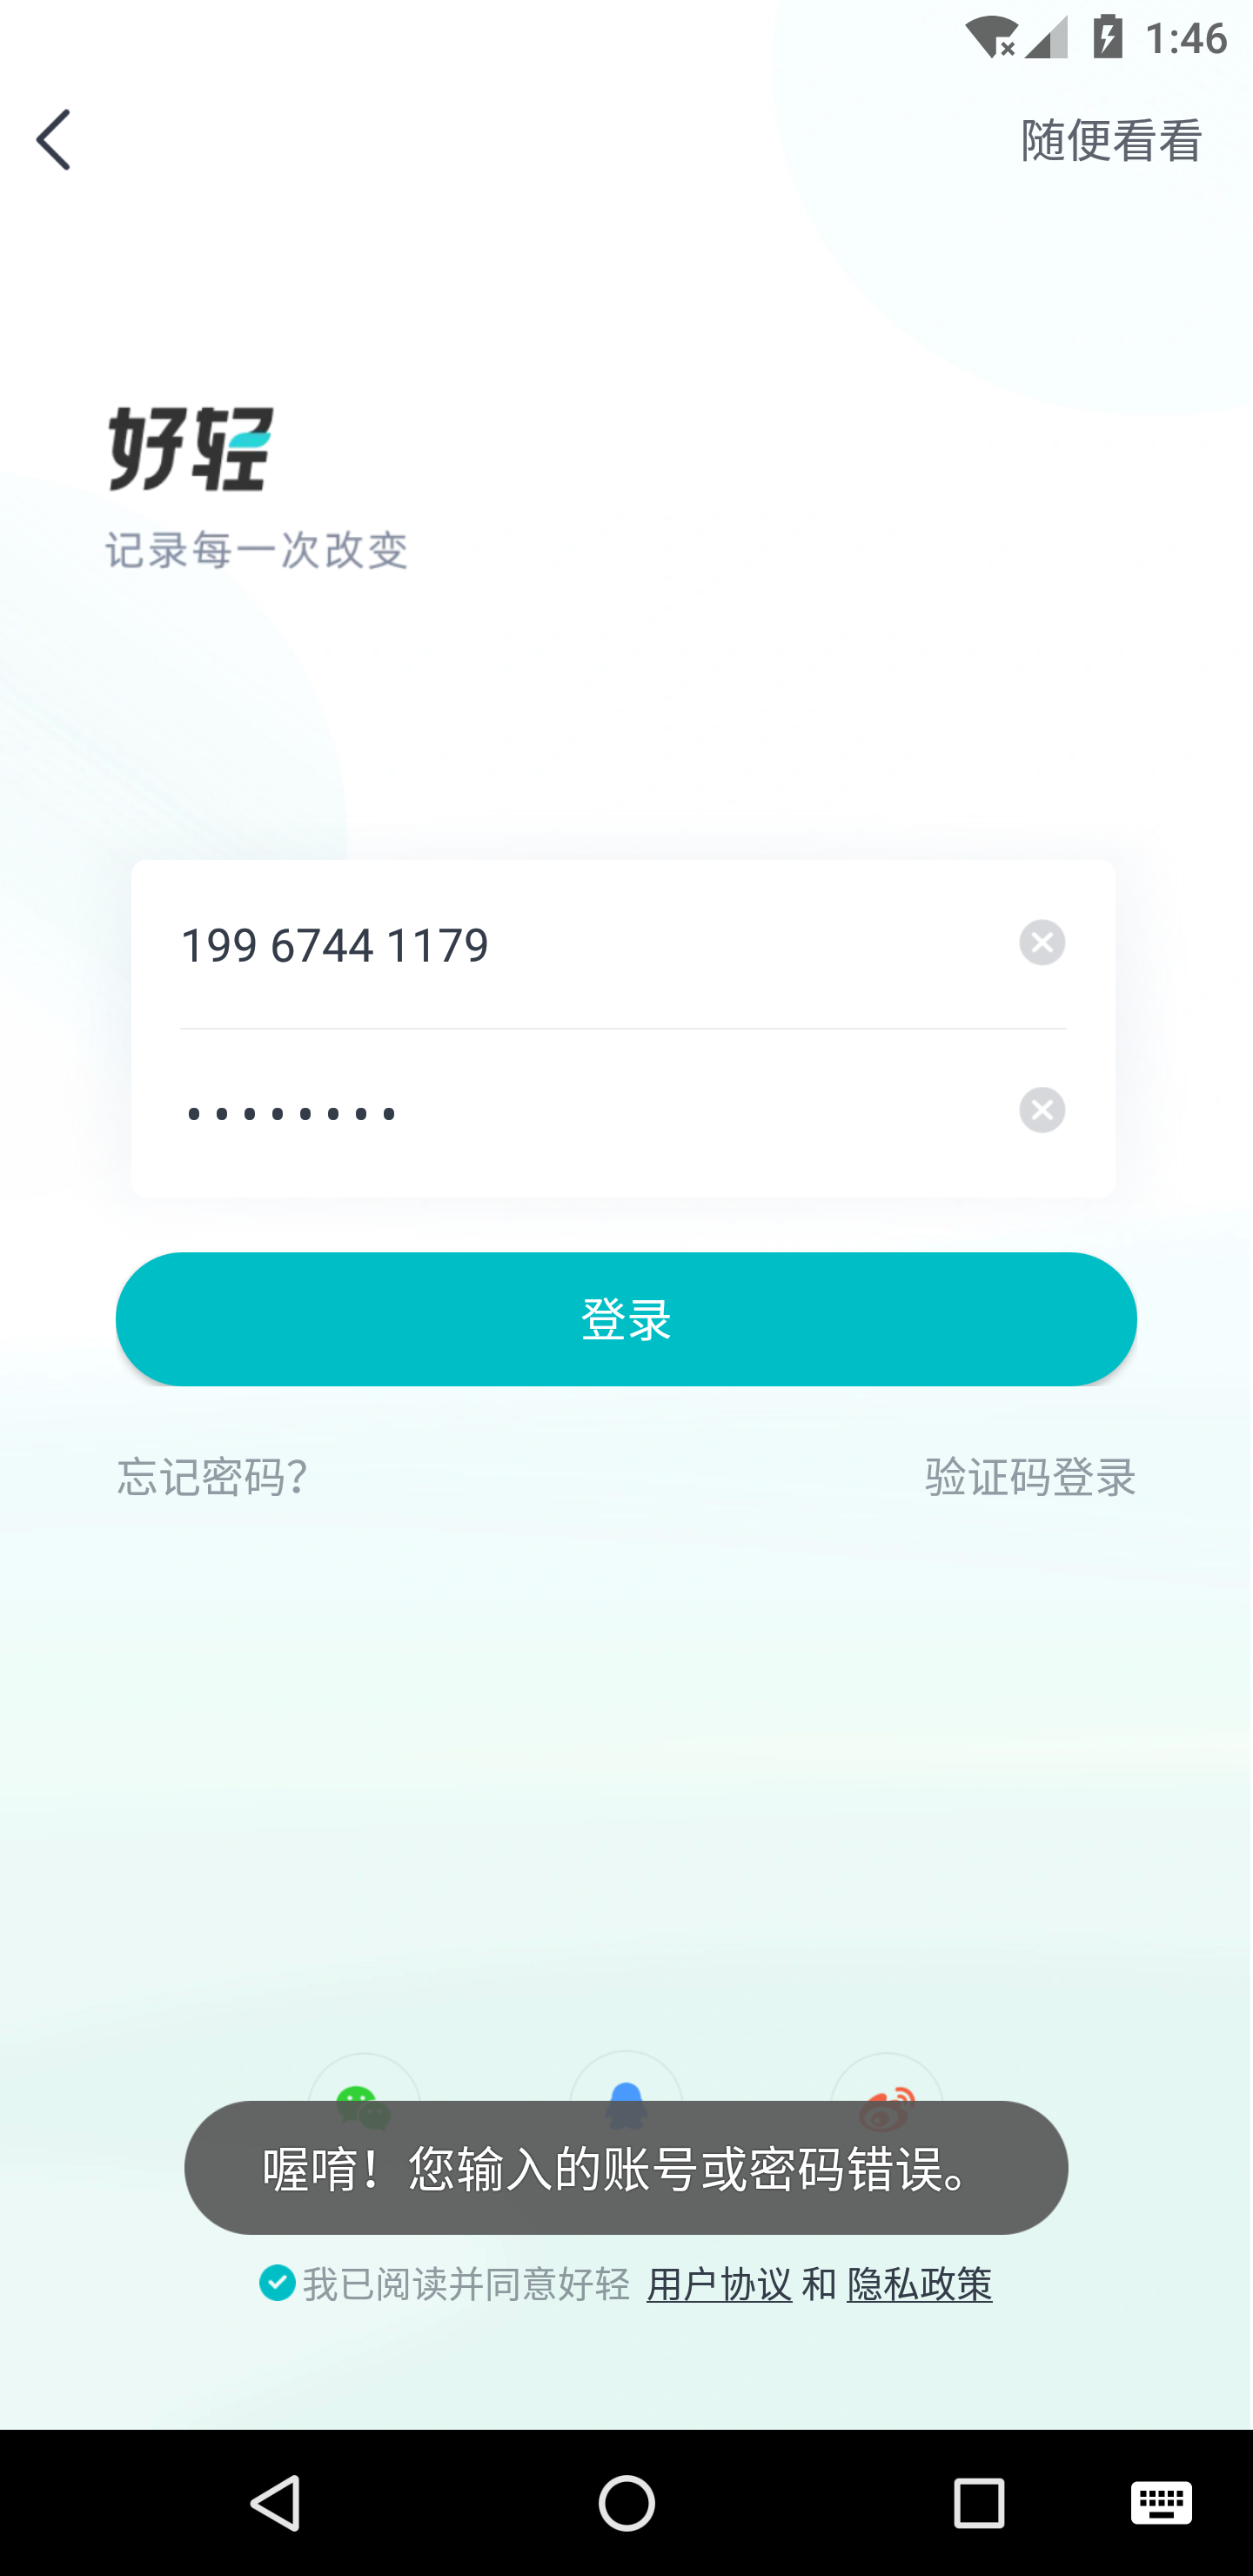 1:46
随便看看
好轻
记录每一次改变
199 6744 1179
••••••••
登录
忘记密码?
验证码登录
喔唷！您输入的账号或密码错误。
我已阅读并同意好轻 用户协议 和 隐私政策